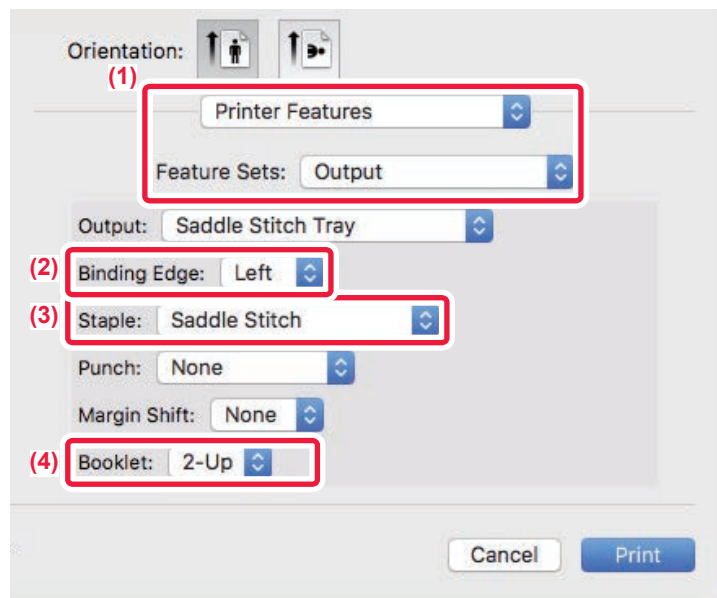 Orientation:
(1)
Printer Features
Feature Sets: Output
Output: Saddle Stitch Tray
(2) Binding Edge: Left
(3) Staple: Saddle Stitch
Punch: None
Margin Shift: None
(4) Booklet: 2-Up
Cancel Print